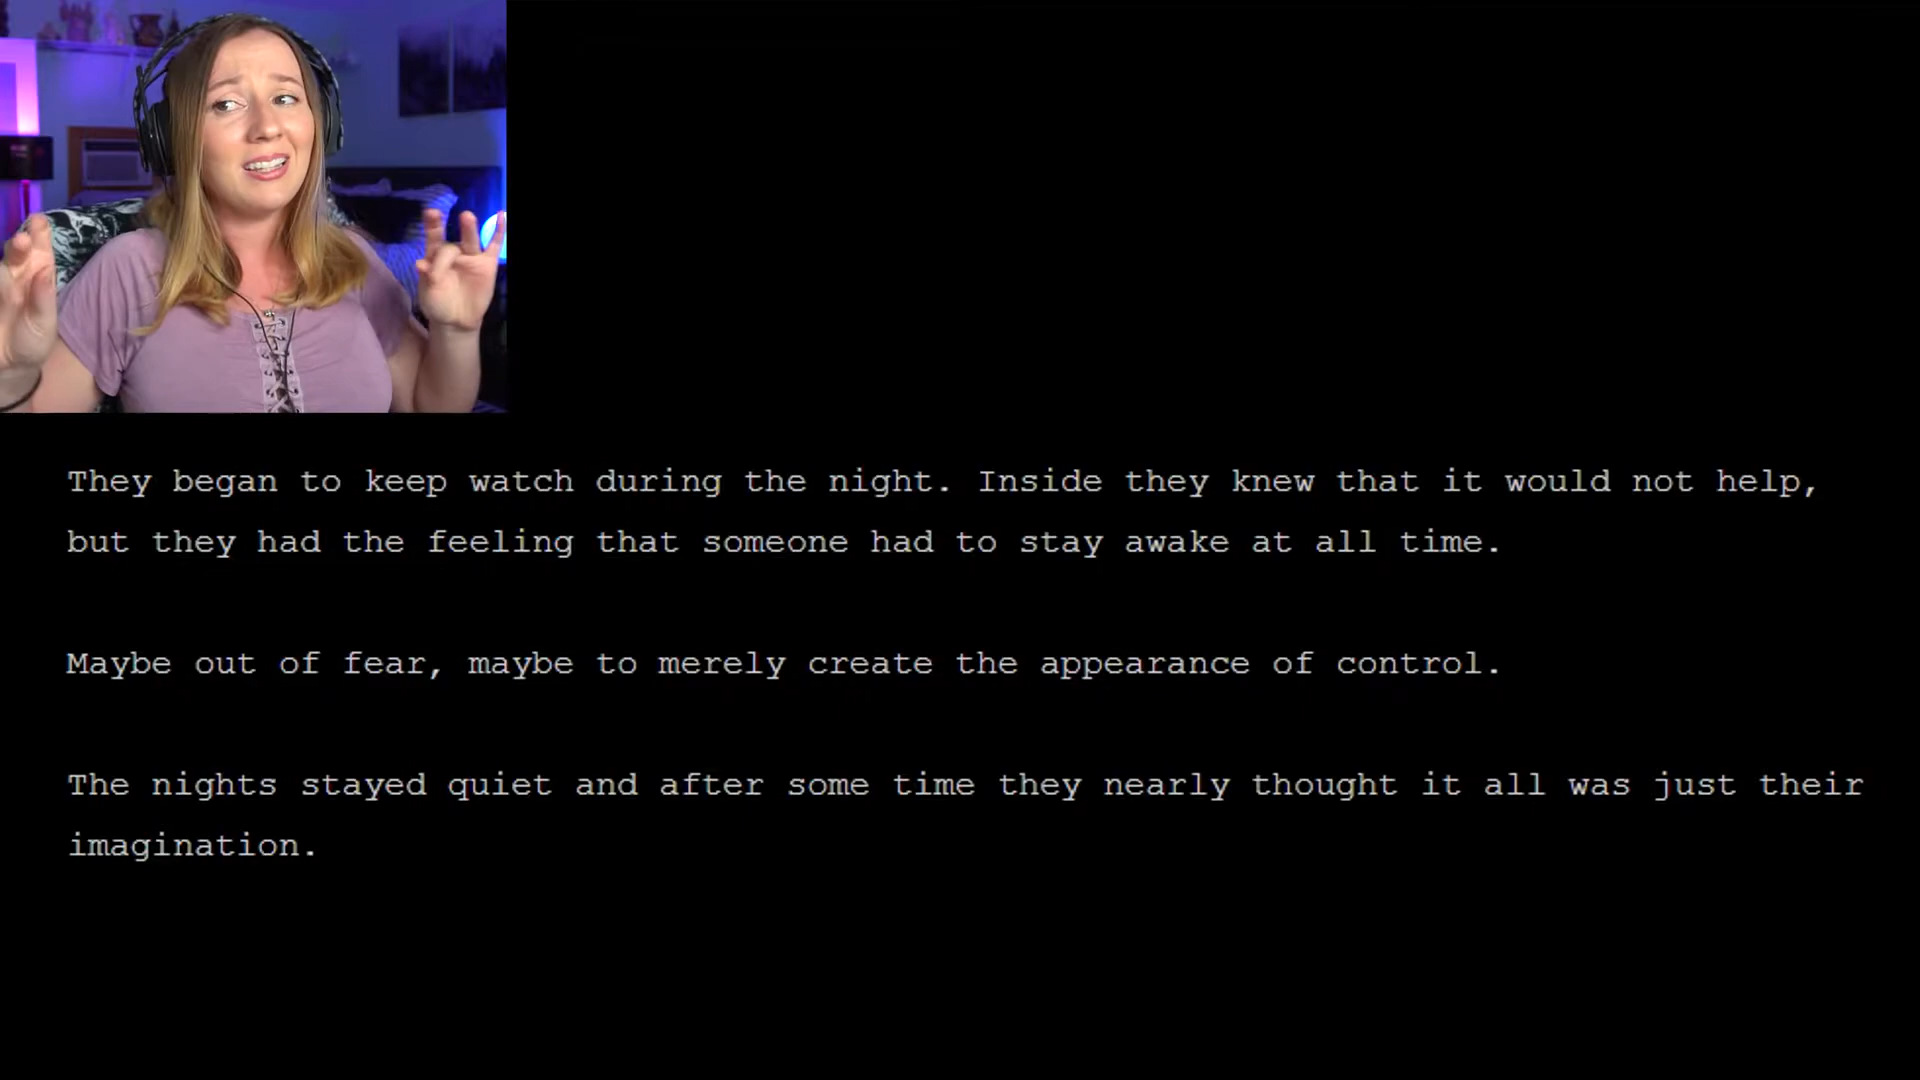 They began to keep watch during the night. Inside they knew that it would not help,
but they had the feeling that someone had to stay awake at all time.
Maybe out of fear, maybe to merely create the appearance of control.
The nights stayed quiet and after some time they nearly thought it all was just their
imagination.